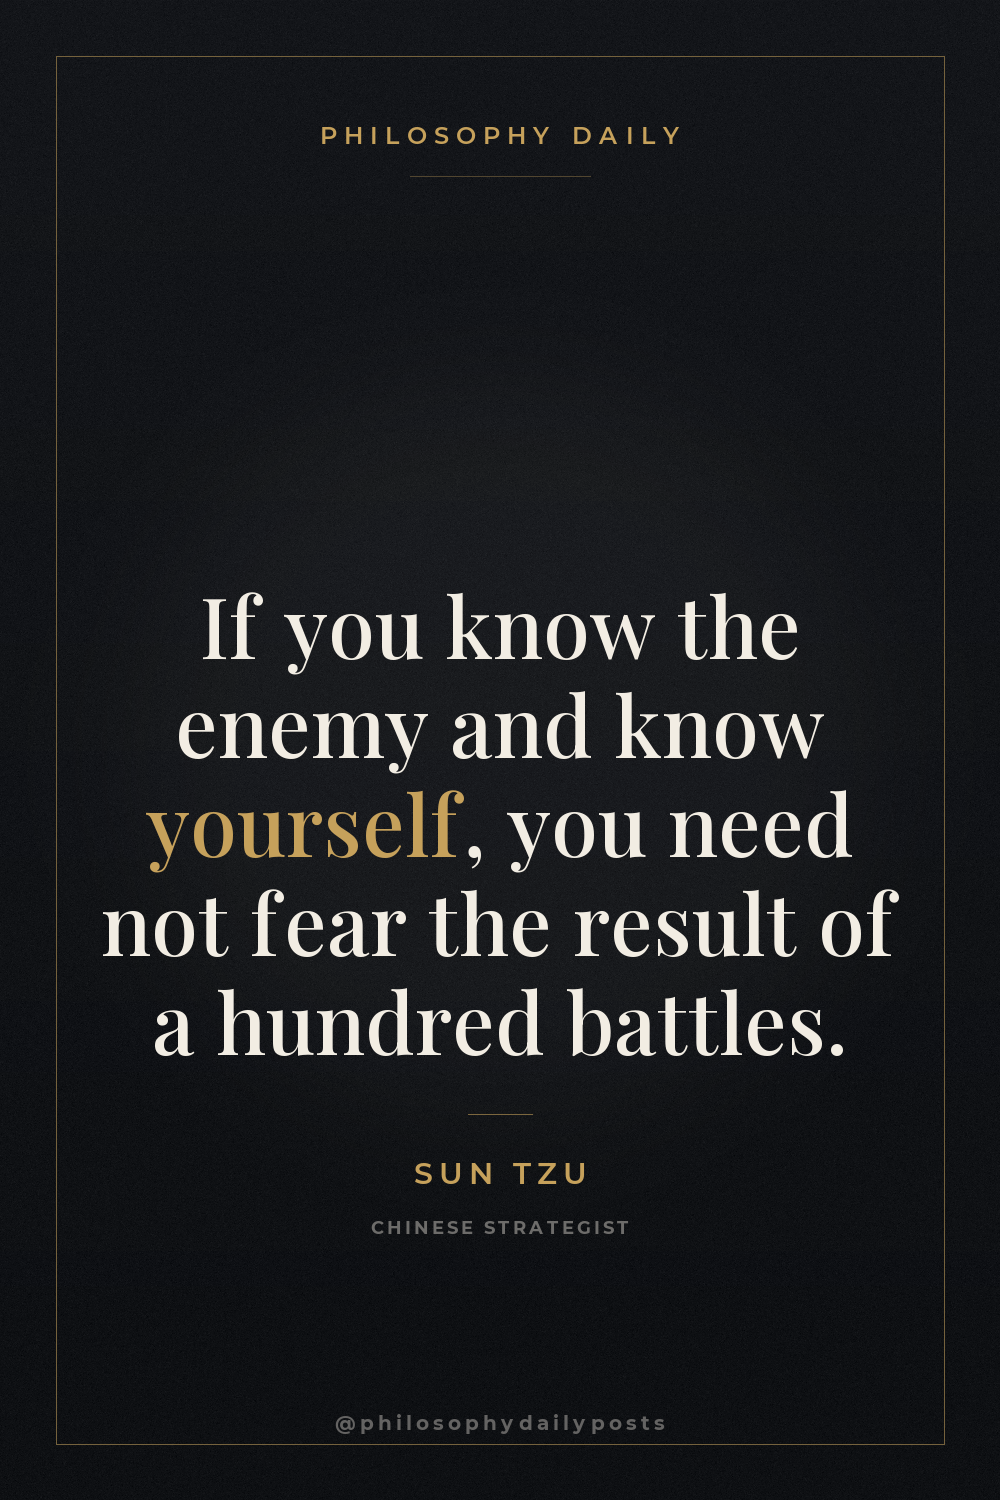 PHILOSOPHY DAILY
If you know the
enemy and know
yourself, you need
not fear the result of
a hundred battles.
SUN TZU
CHINESE STRATEGIST
@philosophydailyposts